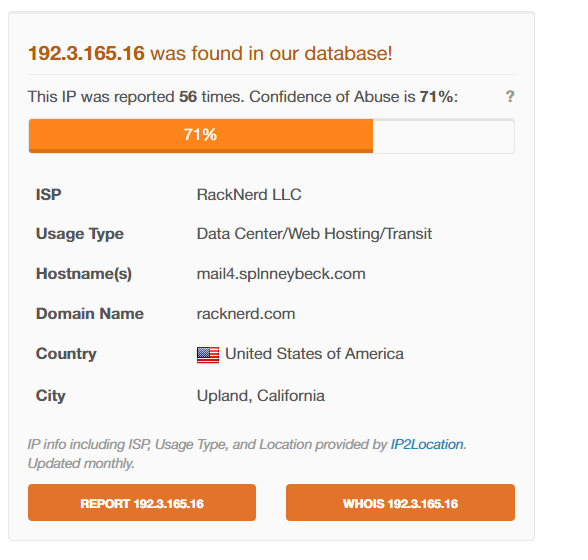 192.3.165.16 was found in our database!
This IP was reported 56 times. Confidence of Abuse is 71%: ?
71%
ISP RackNerd LLC
Usage Type Data Center/Web Hosting/Transit
Hostname(s) mail4.splnneybeck.com
Domain Name racknerd.com
Country United States of America
City Upland, California
IP info including ISP, Usage Type, and Location provided by IP2Location.
Updated monthly.
REPORT 192.3.165.16 WHOIS 192.3.165.16